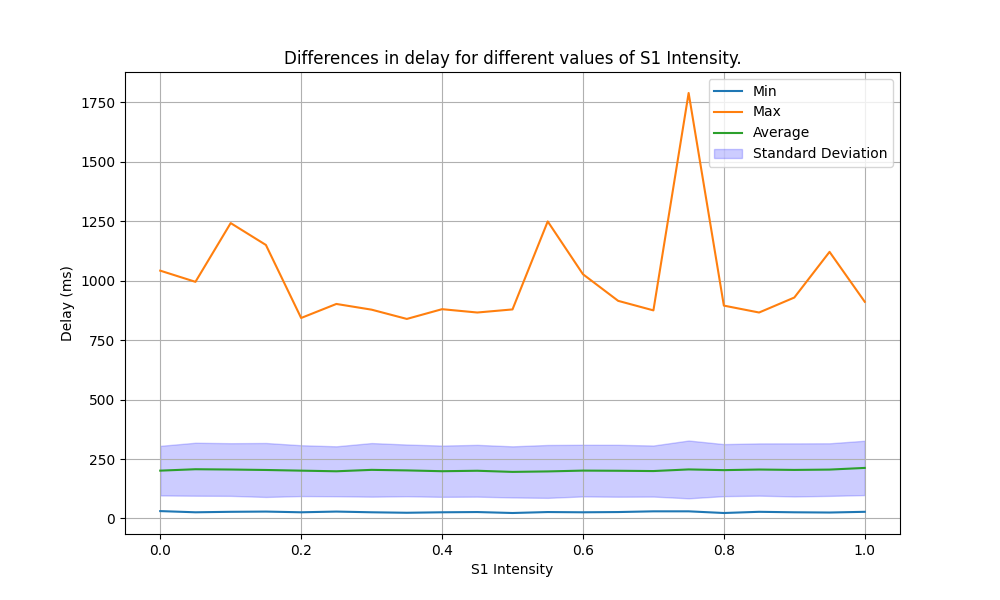 Differences in delay for different values of S1 Intensity.
Min
Max
Average
Standard Deviation
1750
1500
1250
1000
750
500
250
0
Delay (ms)
0.0 0.2 0.4 0.6 0.8 1.0
S1 Intensity